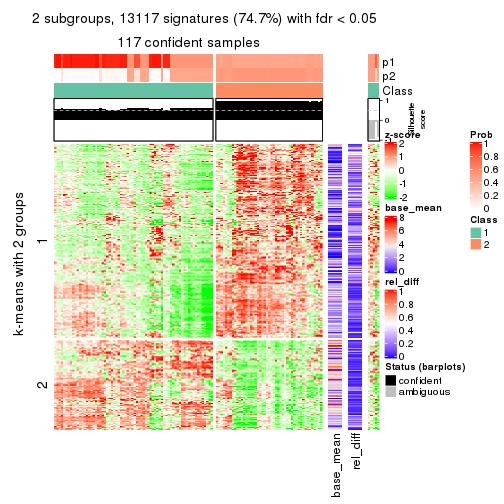 2 subgroups, 13117 signatures (74.7%) with fdr < 0.05
117 confident samples
p1
p2
Class
1
0
-1
Silhouette
score
k-means with 2 groups
1
2
base_mean
rel_diff
z-score
2
1
0
-1
-2
base_mean
8
6
4
2
0
rel_diff
1
0.8
0.6
0.4
0.2
0
Status (barplots)
confident
ambiguous
Prob
1
0.8
0.6
0.4
0.2
0
Class
1
2